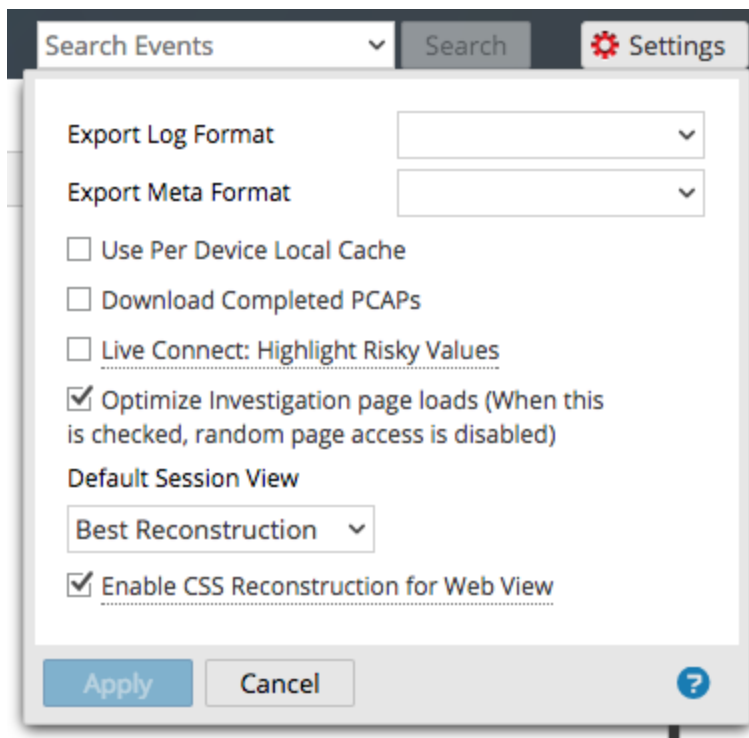 Search Events
Search
Settings
Export Log Format
Export Meta Format
Use Per Device Local Cache
Download Completed PCAPs
Live Connect: Highlight Risky Values
Optimize Investigation page loads (When this
is checked, random page access is disabled)
Default Session View
Best Reconstruction
Enable CSS Reconstruction for Web View
Apply
Cancel
?